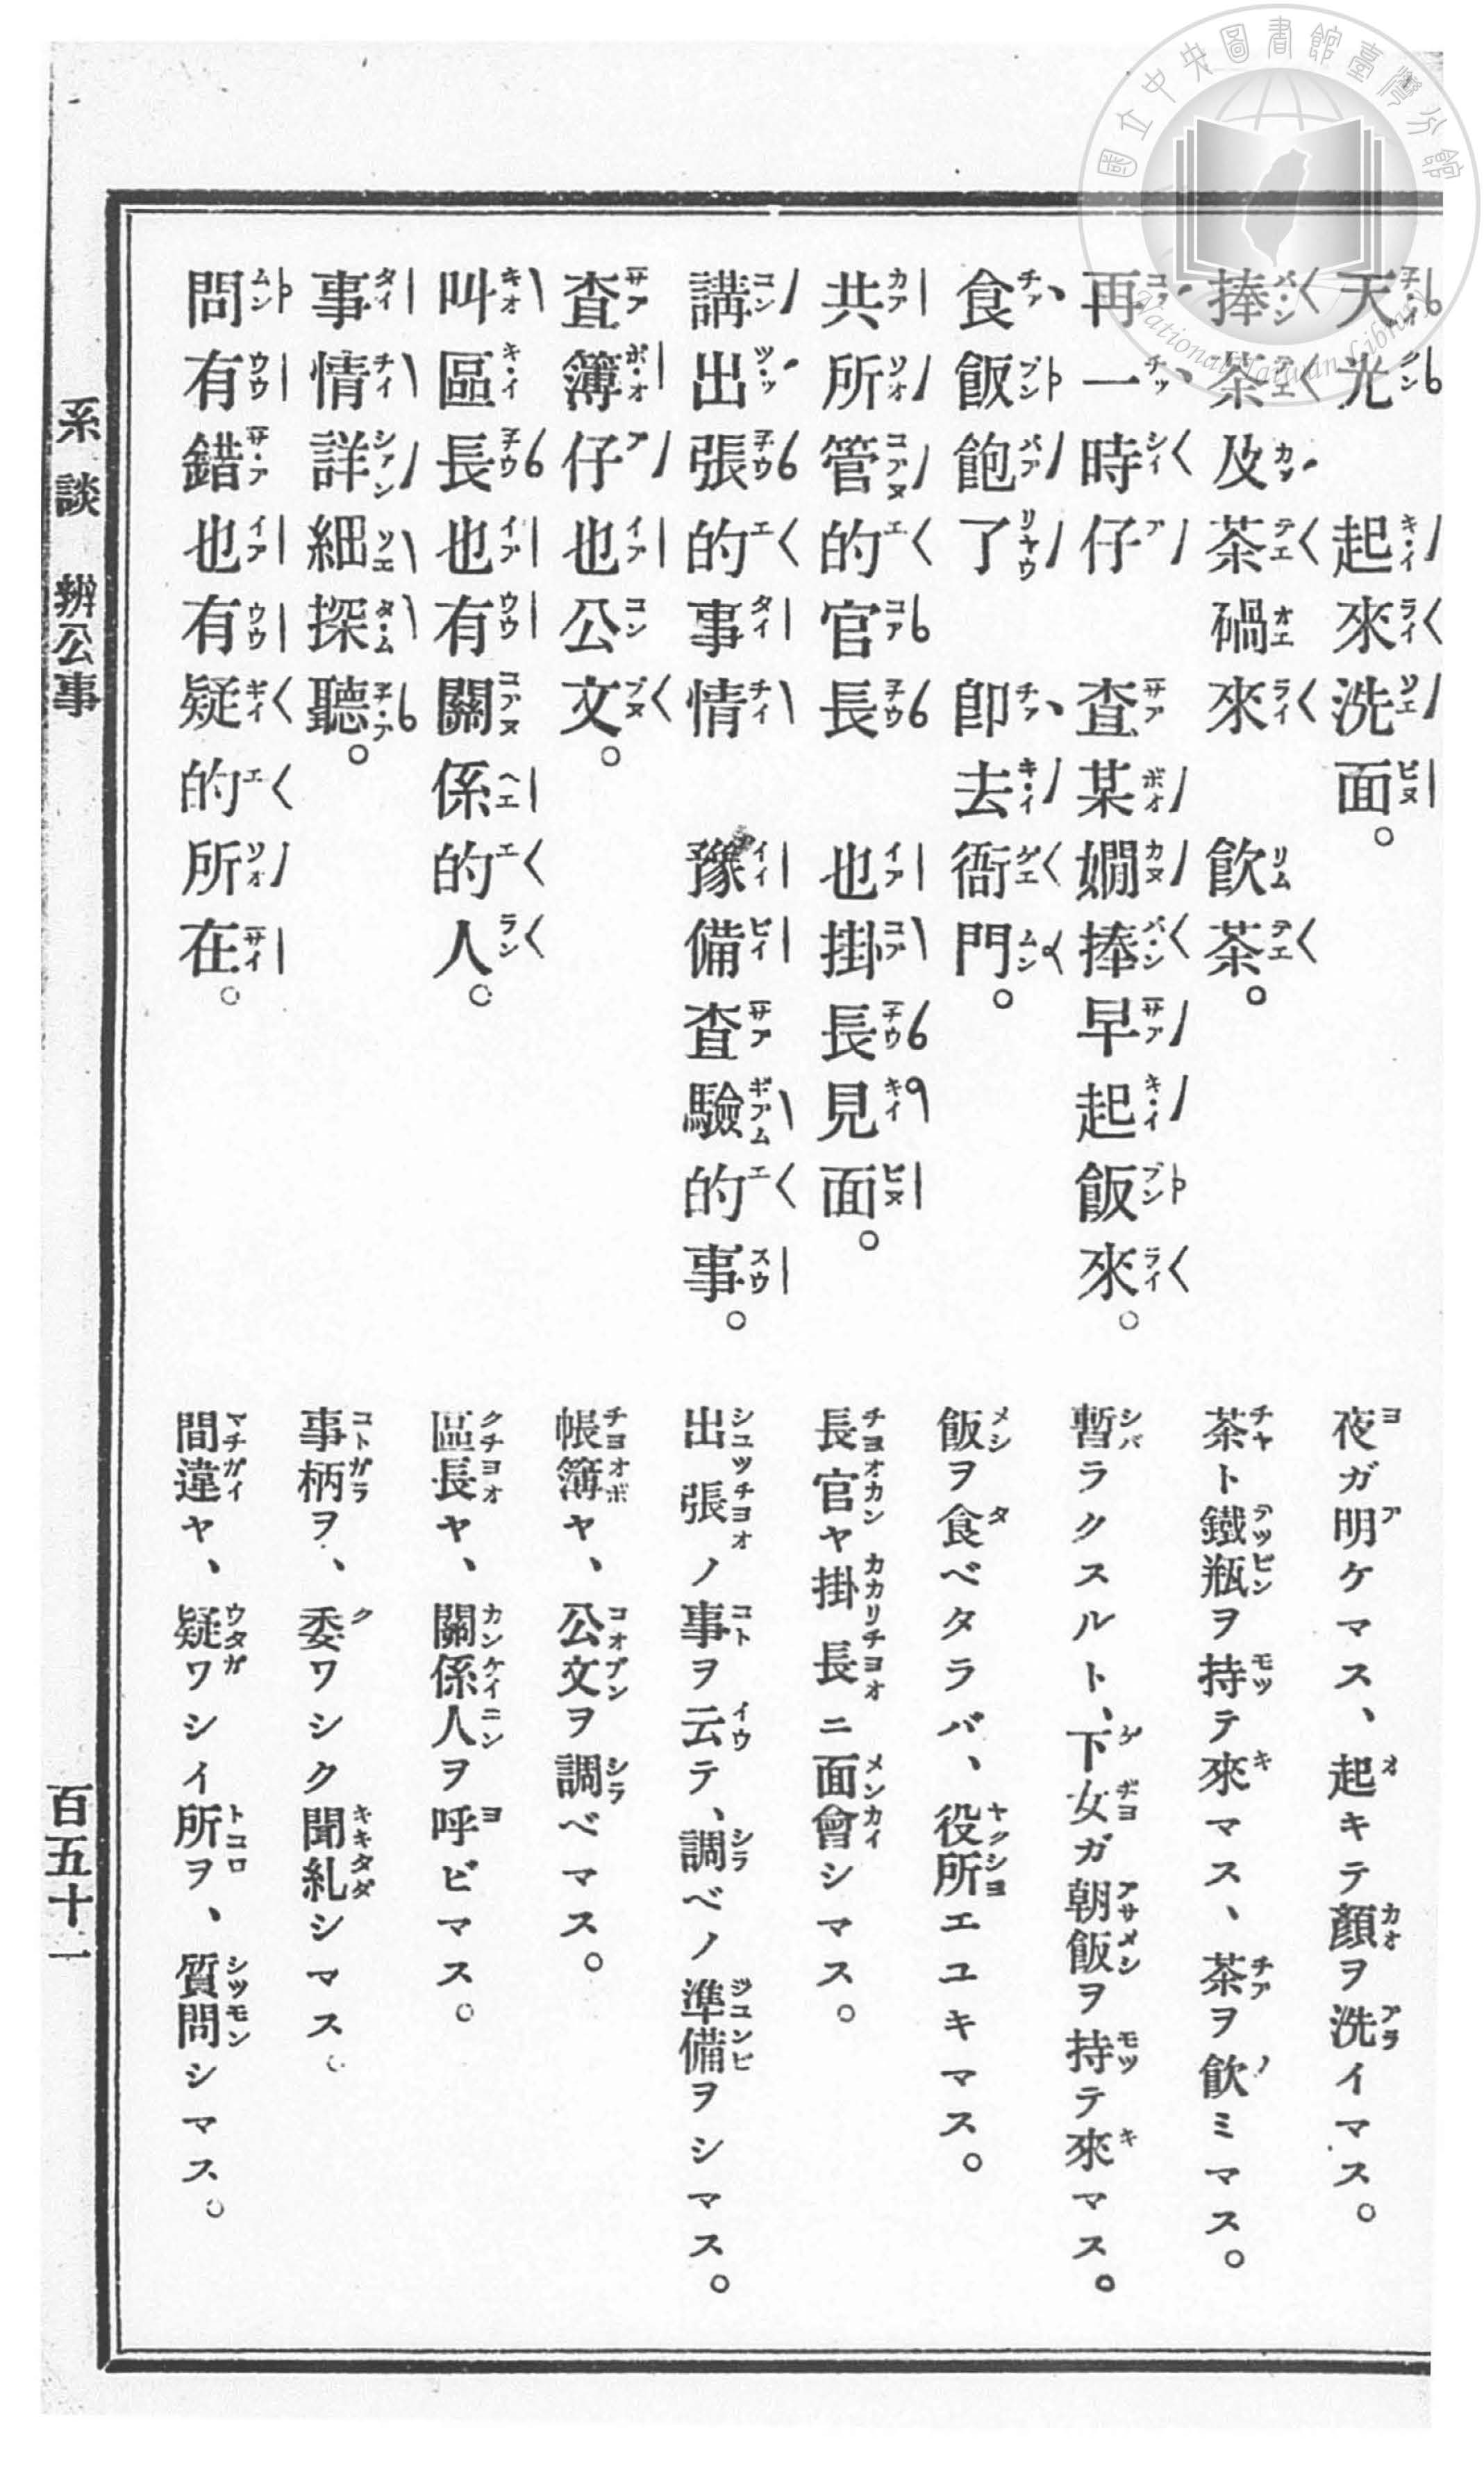 天光　起來洗面。
夜ガ明ケマス、起キテ顏ヲ洗イマス。
捧茶及茶碢來　飮茶。
茶ト鐵瓶ヲ持テ來マス、茶ヲ飮ミマス。
再一時仔　査某嫺捧早起飯來。
暫ラクスルト、下女ガ朝飯ヲ持テ來マス。
食飯飽了　卽去衙門。
飯ヲ食ベタラバ、役所エユキマス。
共所管的官長　也掛長見面。
長官ヤ掛長ニ面會シマス。
講出張的事情　豫備査驗的事。
出張ノ事ヲ云テ、調ベノ準備ヲシマス。
査簿仔也公文。
帳簿ヤ、公文ヲ調ベマス。
叫區長也有關係的人。
區長ヤ、關係人ヲ呼ビマス。
事情詳細探聽。
事柄ヲ、委ワシク聞糺シマス。
問有錯也有疑的所在。
間違ヤ、疑ワシイ所ヲ、質問シマス。
系談　辨公事
百五十一
國立中央圖書館臺灣分館
National Taiwan Library